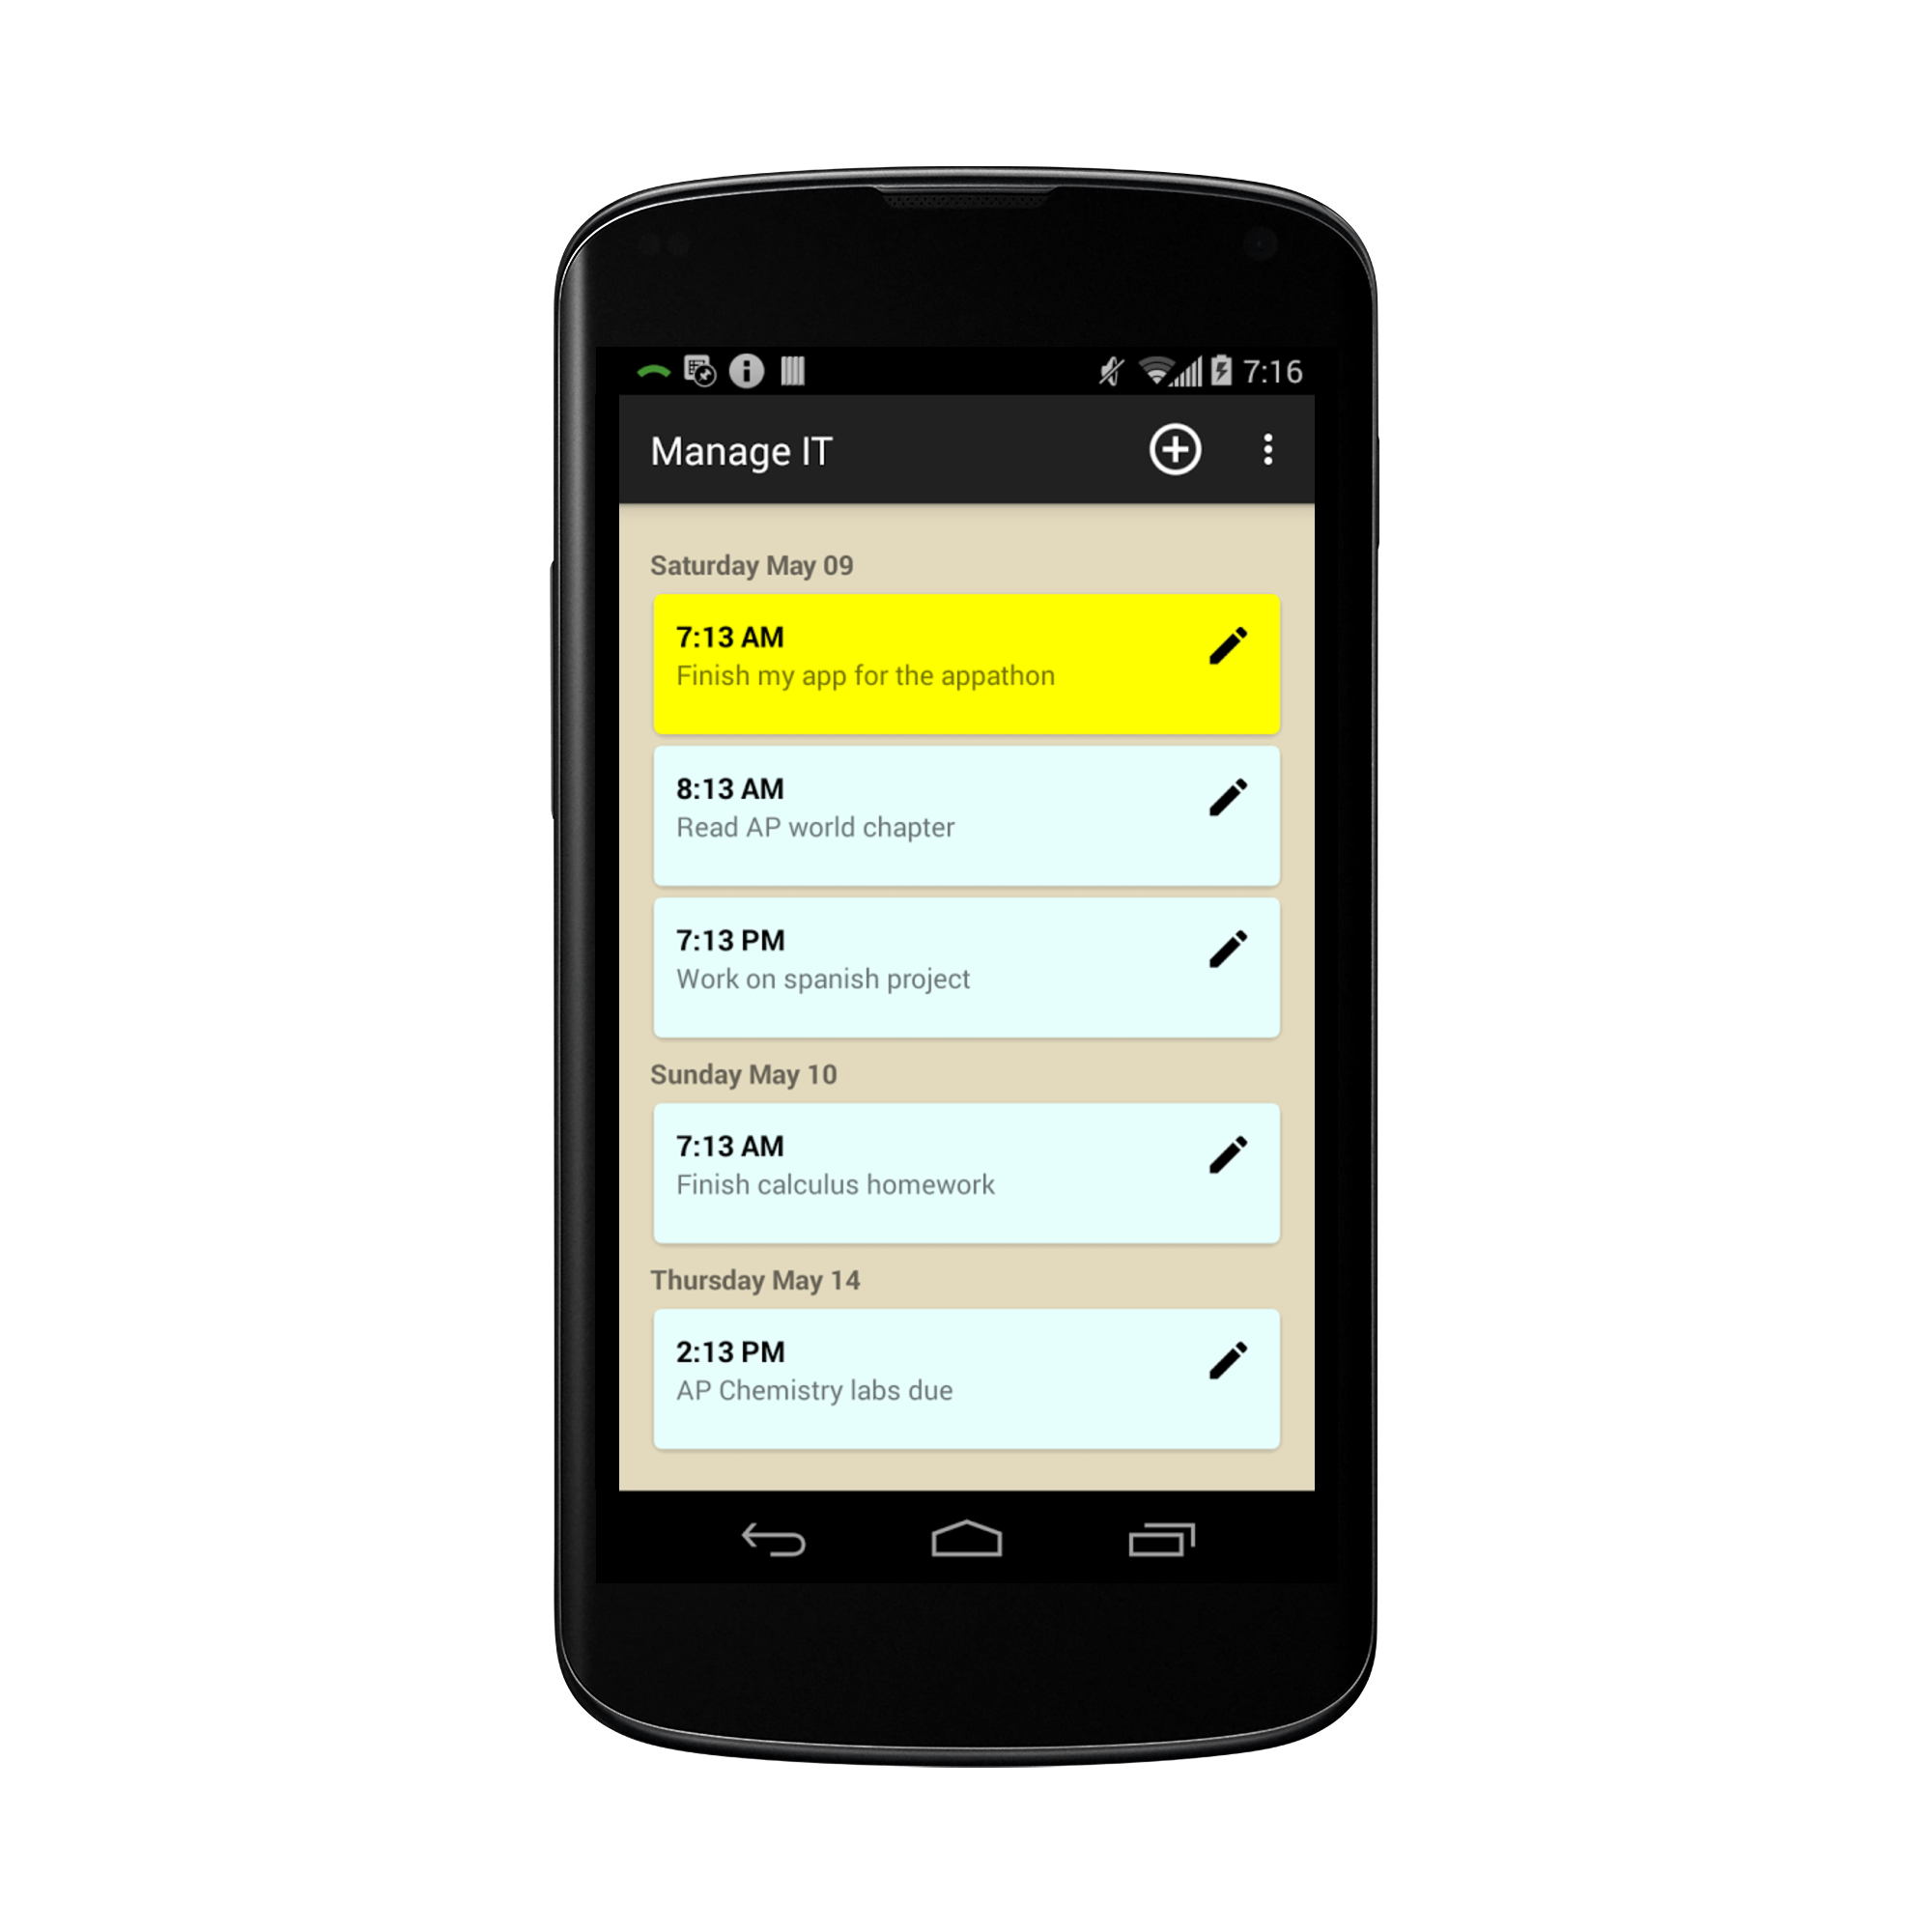 7:16
Manage IT
Saturday May 09
7:13 AM
Finish my app for the appathon
8:13 AM
Read AP world chapter
7:13 PM
Work on spanish project
Sunday May 10
7:13 AM
Finish calculus homework
Thursday May 14
2:13 PM
AP Chemistry labs due